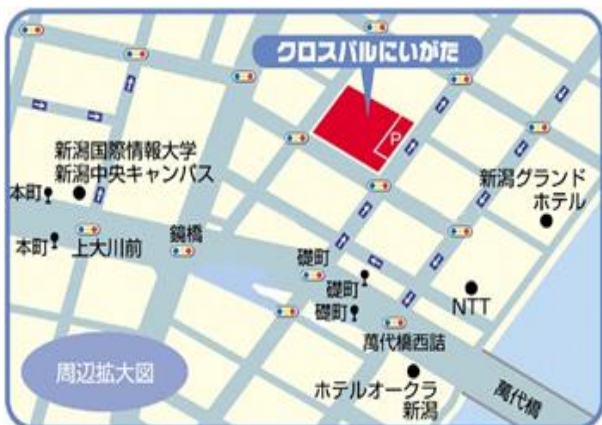 クロスパルにいがた
P
新潟国際情報大学
新潟中央キャンパス
本町
新潟グランド
ホテル
本町
上大川前
鏡橋
礎町
礎町
礎町
NTT
萬代橋西詰
周辺拡大図
ホテルオークラ
新潟
萬代橋